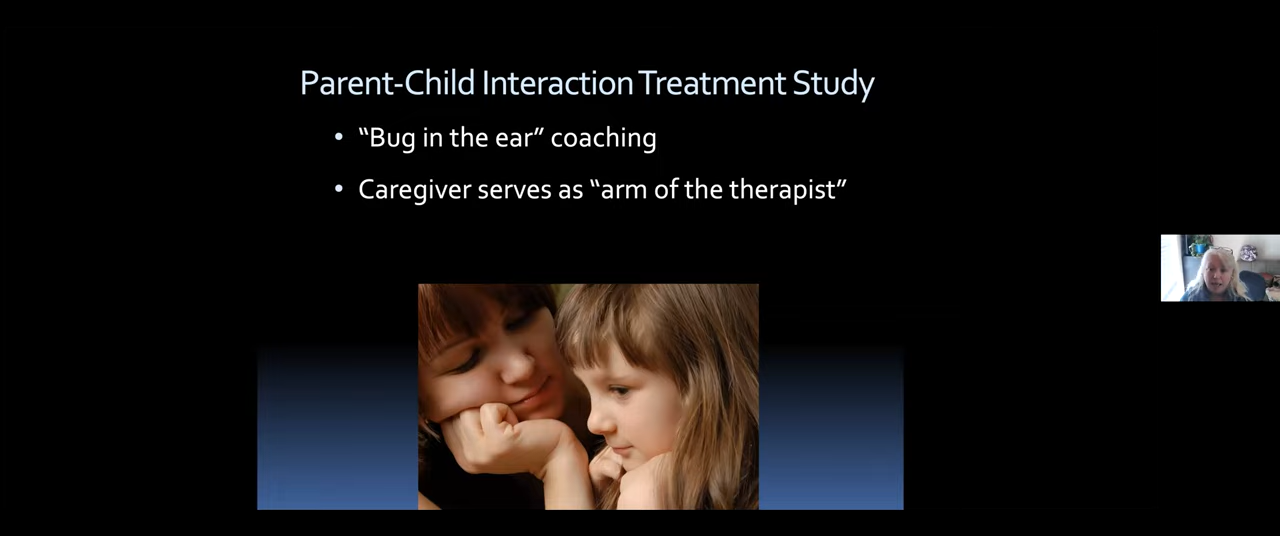 Parent-Child Interaction Treatment Study
• “Bug in the ear” coaching
• Caregiver serves as “arm of the therapist”